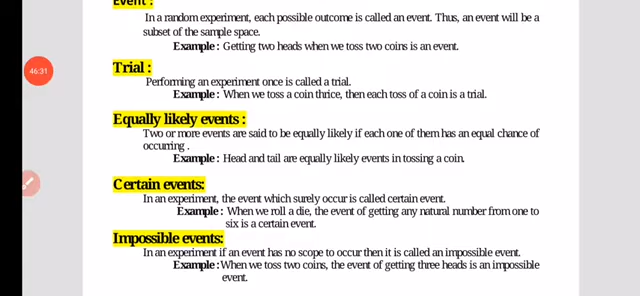 Event :
In a random experiment, each possible outcome is called an event. Thus, an event will be a
subset of the sample space.
Example : Getting two heads when we toss two coins is an event.
46:31
Trial :
Performing an experiment once is called a trial.
Example : When we toss a coin thrice, then each toss of a coin is a trial.
Equally likely events :
Two or more events are said to be equally likely if each one of them has an equal chance of
occurring .
Example : Head and tail are equally likely events in tossing a coin.
Certain events:
In an experiment, the event which surely occur is called certain event.
Example : When we roll a die, the event of getting any natural number from one to
six is a certain event.
Impossible events:
In an experiment if an event has no scope to occur then it is called an impossible event.
Example :When we toss two coins, the event of getting three heads is an impossible
event.